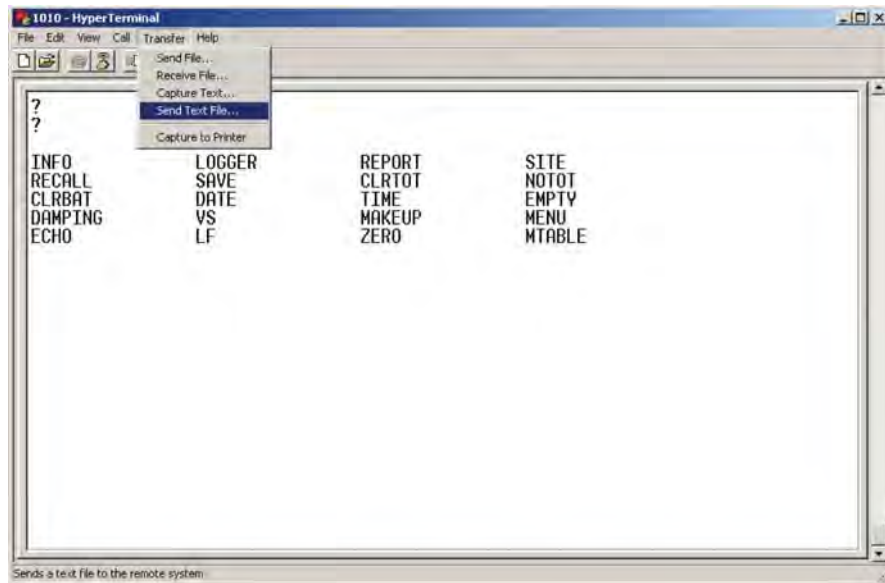 1010 - HyperTerminal
File Edit View Call Transfer Help
Send File...
Receive File...
Capture Text...
Send Text File...
Capture to Printer
?
?
INFO LOGGER REPORT SITE
RECALL SAVE CLRTOT NOTOT
CLRBAT DATE TIME EMPTY
DAMPING VS MAKEUP MENU
ECHO LF ZERO MTABLE
Sends a text file to the remote system